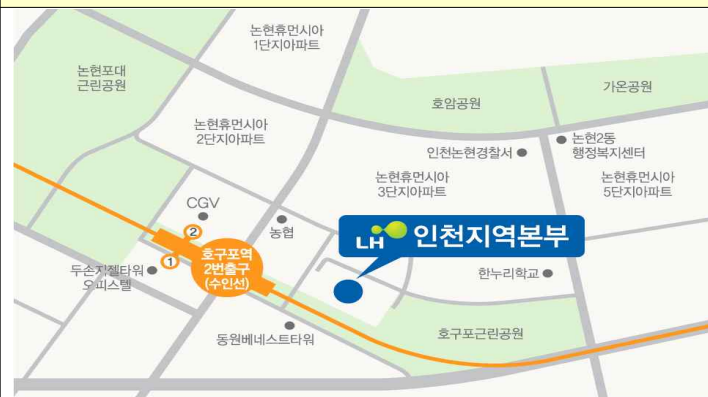 논현휴먼시아
1단지아파트
논현포대
근린공원
가온공원
호암공원
논현휴먼시아
2단지아파트
인천논현경찰서
논현2동
행정복지센터
논현휴먼시아
3단지아파트
논현휴먼시아
5단지아파트
CGV
농협
LH 인천지역본부
2
1
호구포역
2번출구
(수인선)
두손지젤타워
오피스텔
한누리학교
동원베네스트타워
호구포근린공원